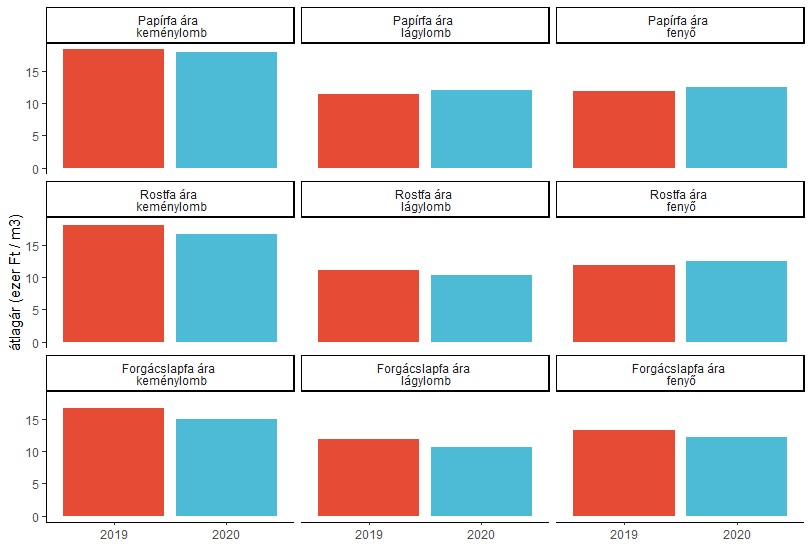 Papírfa ára
keménylomb
Papírfa ára
lágylomb
Papírfa ára
fenyő
15
10
5
0
Rostfa ára
keménylomb
Rostfa ára
lágylomb
Rostfa ára
fenyő
15
10
5
0
átlagár (ezer Ft / m3)
Forgácslapfa ára
keménylomb
Forgácslapfa ára
lágylomb
Forgácslapfa ára
fenyő
15
10
5
0
2019
2020
2019
2020
2019
2020